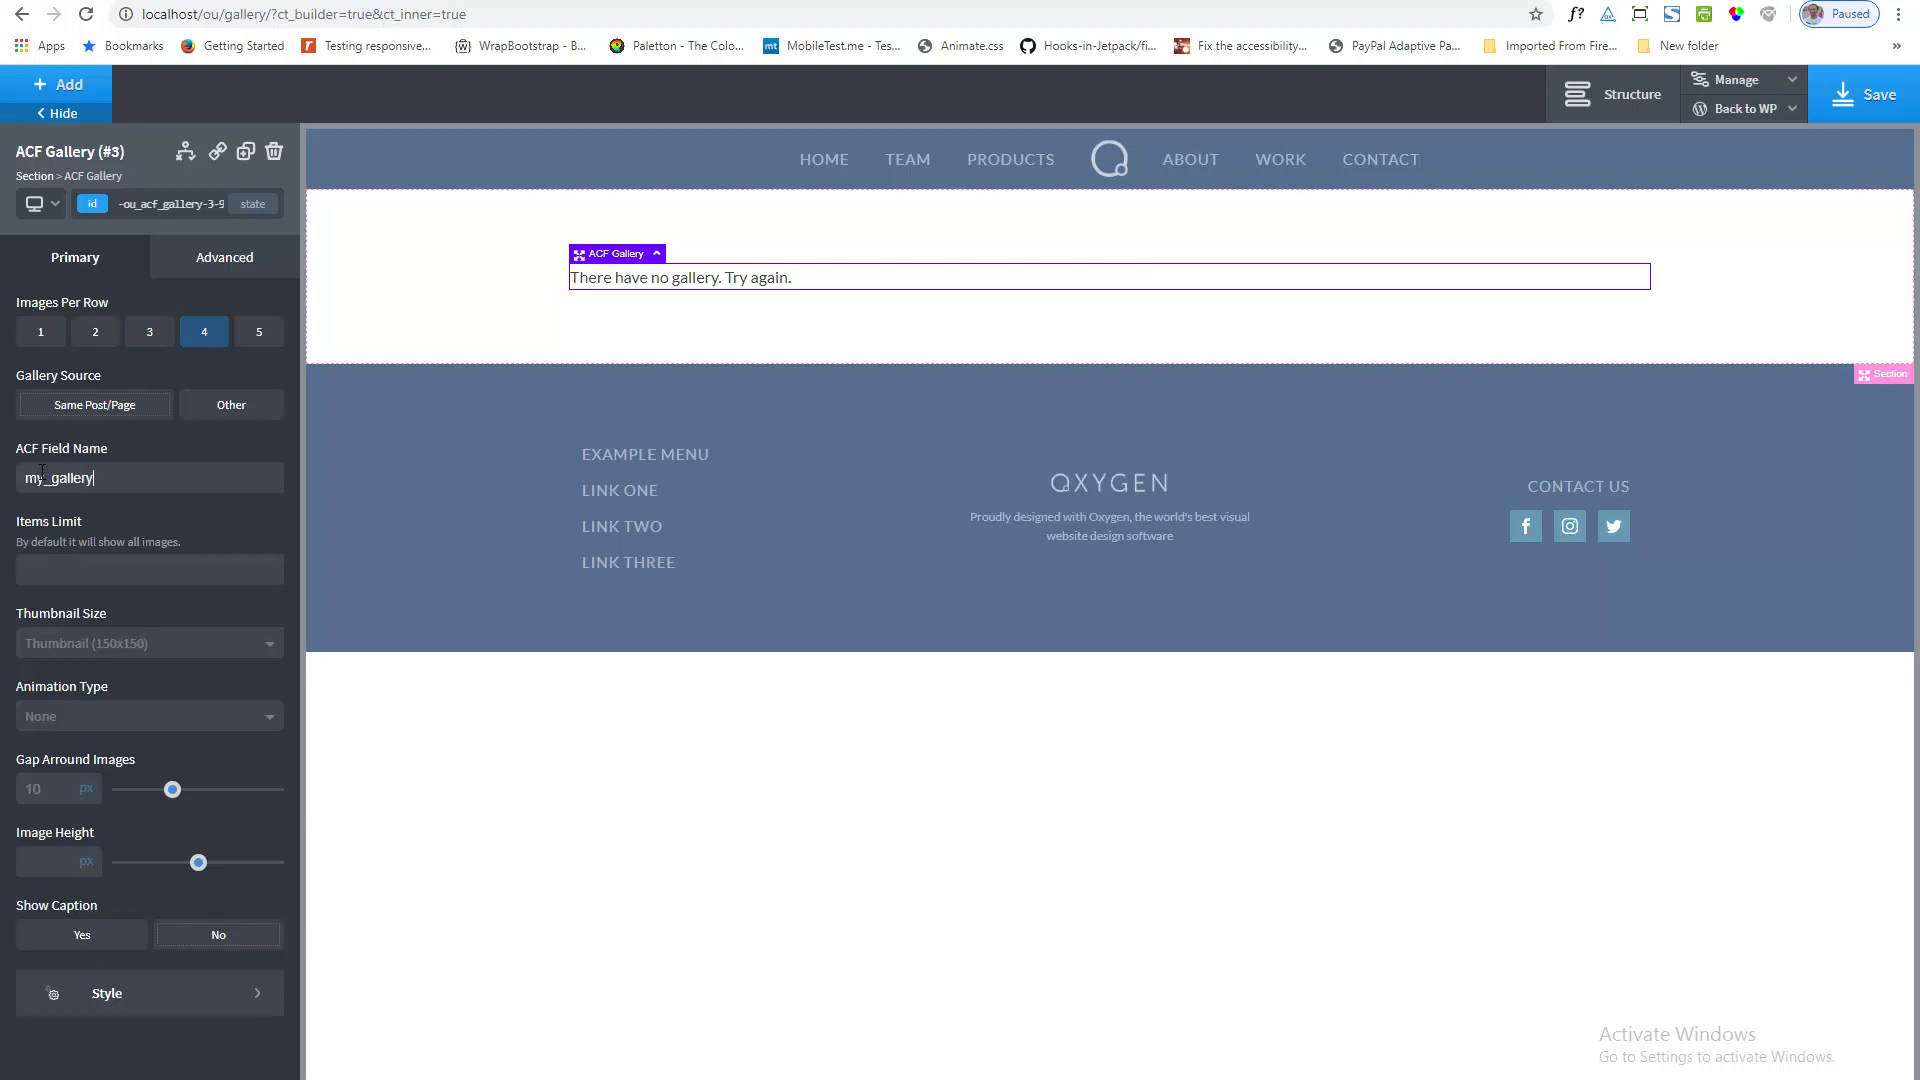 localhost/ou/gallery/?ct_builder=true&ct_inner=true
f?
Paused
Apps
Bookmarks
Getting Started
Testing responsive...
WrapBootstrap - B...
Paletton - The Colo...
mt
MobileTest.me - Tes...
Animate.css
Hooks-in-Jetpack/fi...
Fix the accessibility...
PayPal Adaptive Pa...
Imported From Fire...
New folder
»
+ Add
Hide
Structure
Manage
Back to WP
Save
ACF Gallery (#3)
Section > ACF Gallery
id
-ou_acf_gallery-3-9
state
Primary
Advanced
Images Per Row
1
2
3
4
5
Gallery Source
Same Post/Page
Other
ACF Field Name
my_gallery
Items Limit
By default it will show all images.
Thumbnail Size
Thumbnail (150x150)
Animation Type
None
Gap Arround Images
10
px
Image Height
px
Show Caption
Yes
No
Style
HOME
TEAM
PRODUCTS
ABOUT
WORK
CONTACT
ACF Gallery
There have no gallery. Try again.
Section
EXAMPLE MENU
LINK ONE
LINK TWO
LINK THREE
OXYGEN
Proudly designed with Oxygen, the world's best visual
website design software
CONTACT US
Activate Windows
Go to Settings to activate Windows.